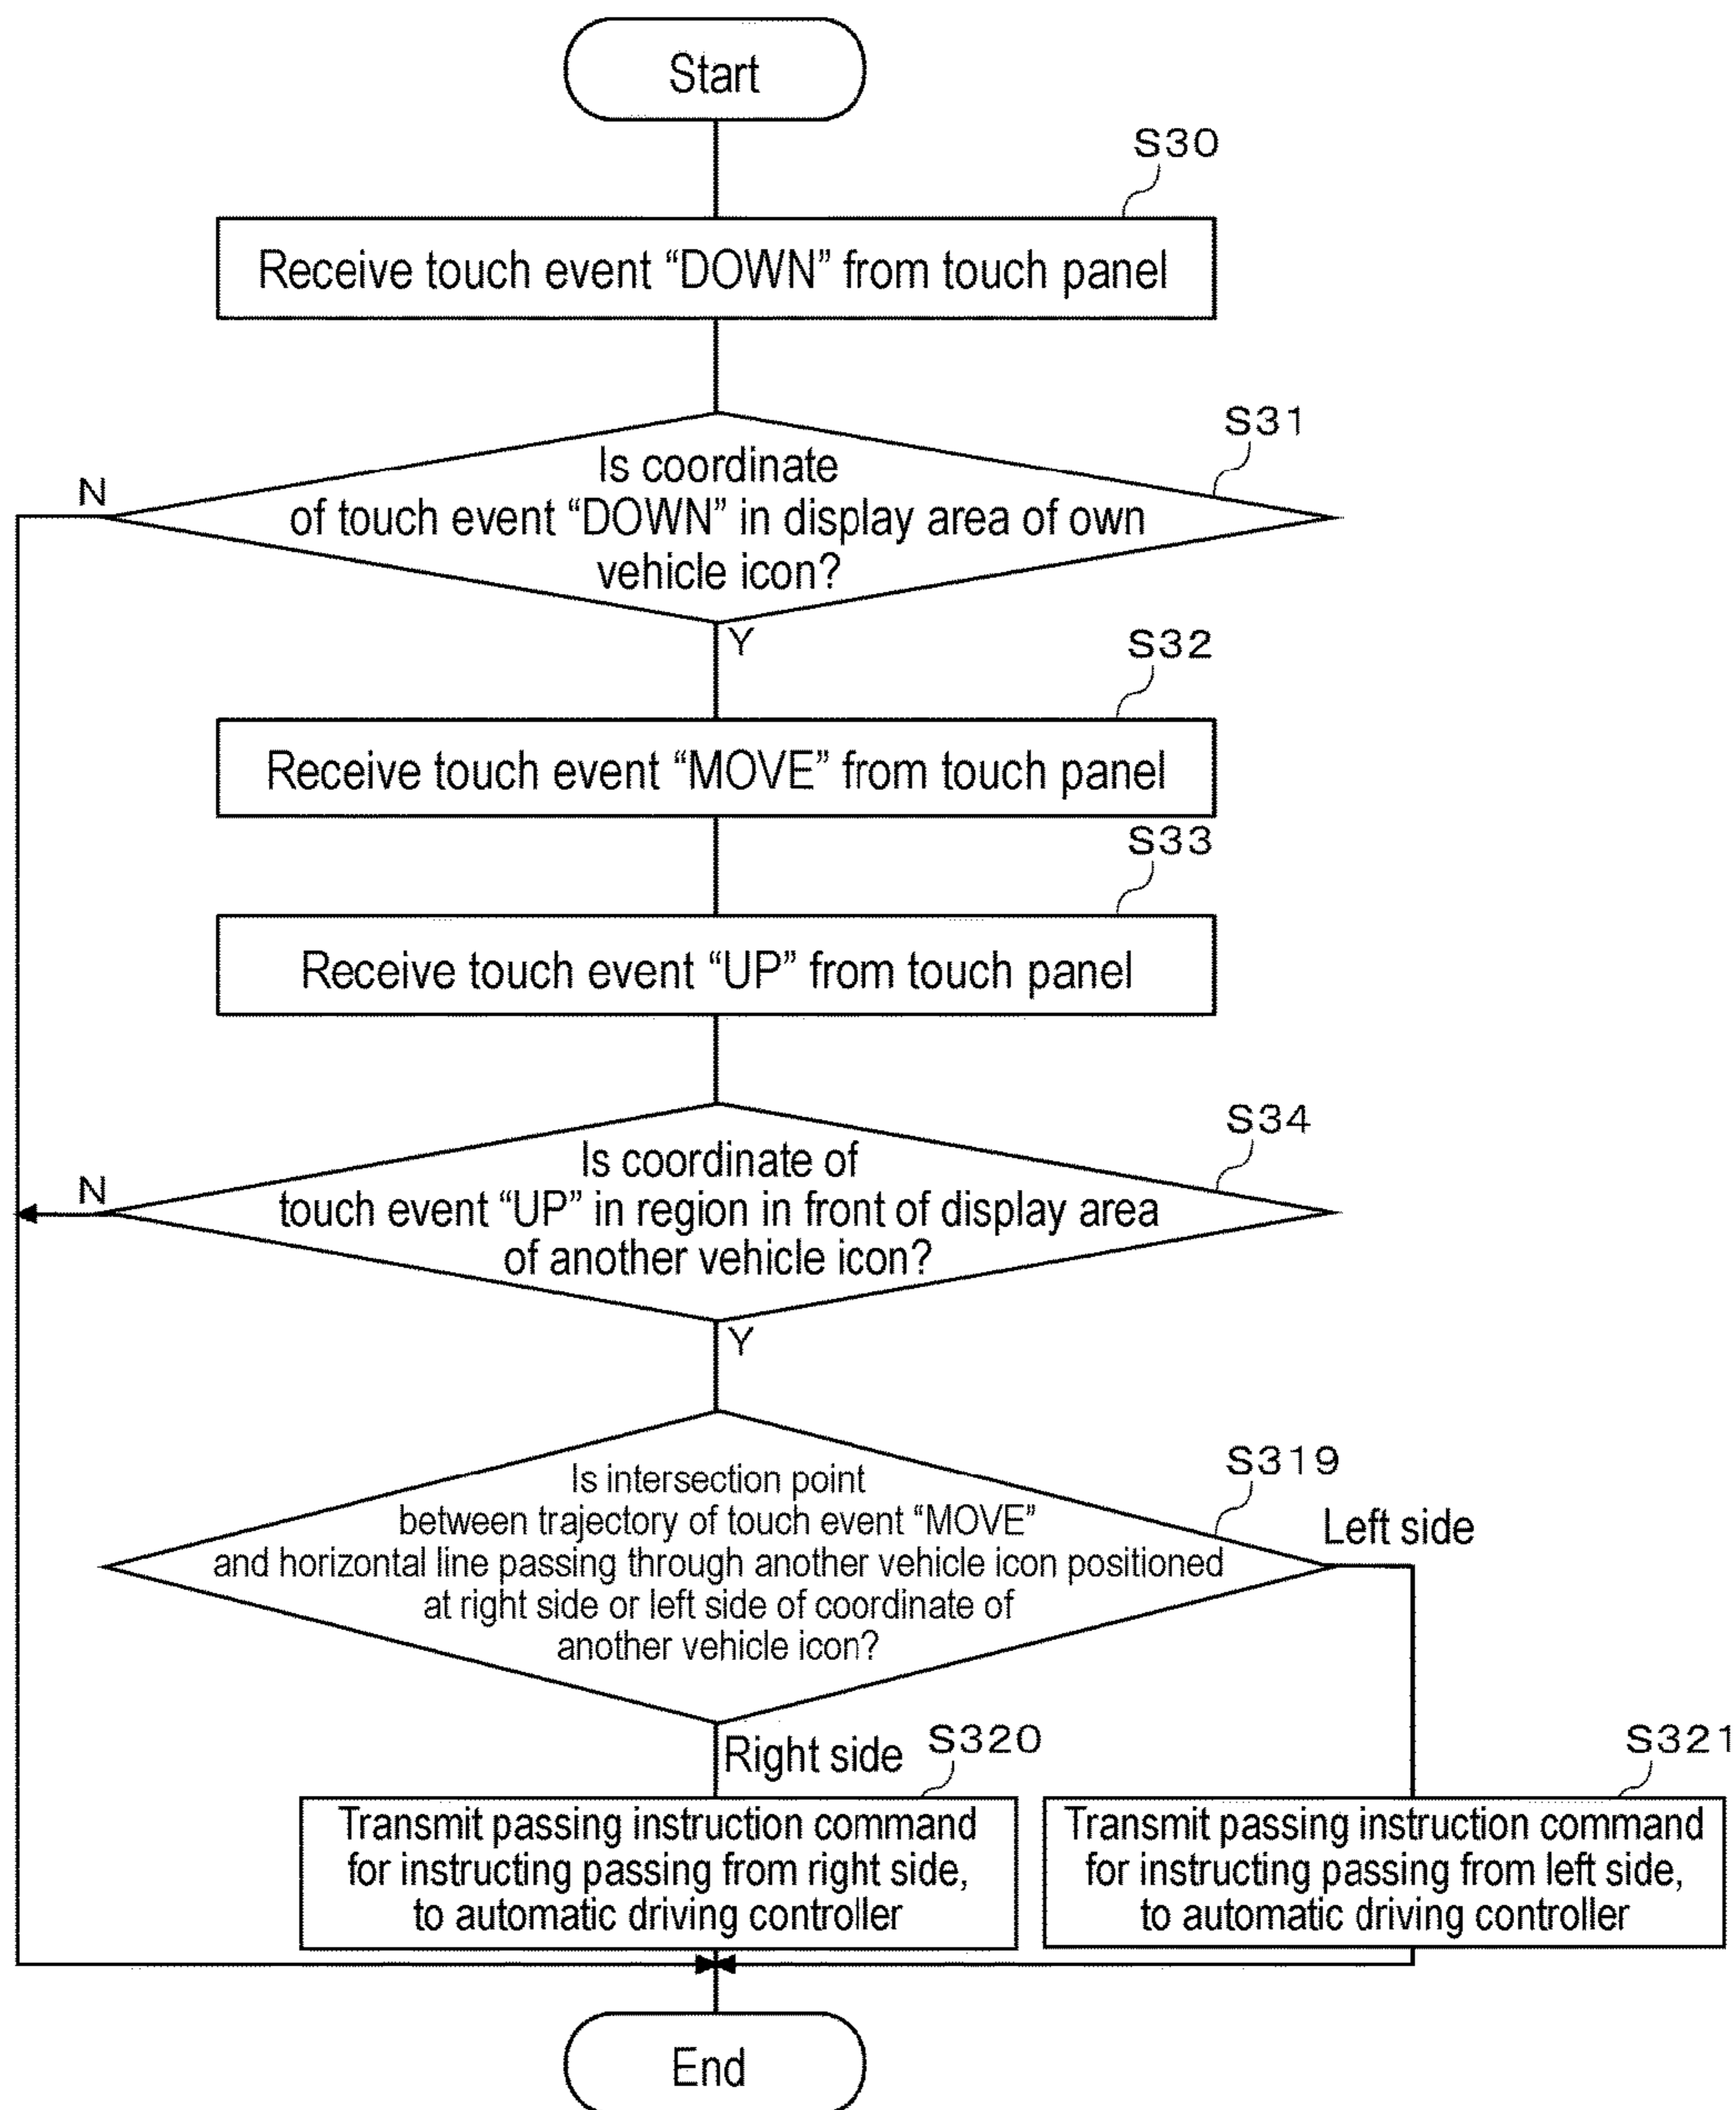 Start
S30
Receive touch event “DOWN” from touch panel
S31
Is coordinate
of touch event “DOWN” in display area of own
vehicle icon?
N
Y
S32
Receive touch event “MOVE” from touch panel
S33
Receive touch event “UP” from touch panel
S34
Is coordinate of
touch event “UP” in region in front of display area
of another vehicle icon?
N
Y
S319
Is intersection point
between trajectory of touch event “MOVE”
and horizontal line passing through another vehicle icon positioned
at right side or left side of coordinate of
another vehicle icon?
Left side
Right side
S320
Transmit passing instruction command
for instructing passing from right side,
to automatic driving controller
S321
Transmit passing instruction command
for instructing passing from left side,
to automatic driving controller
End